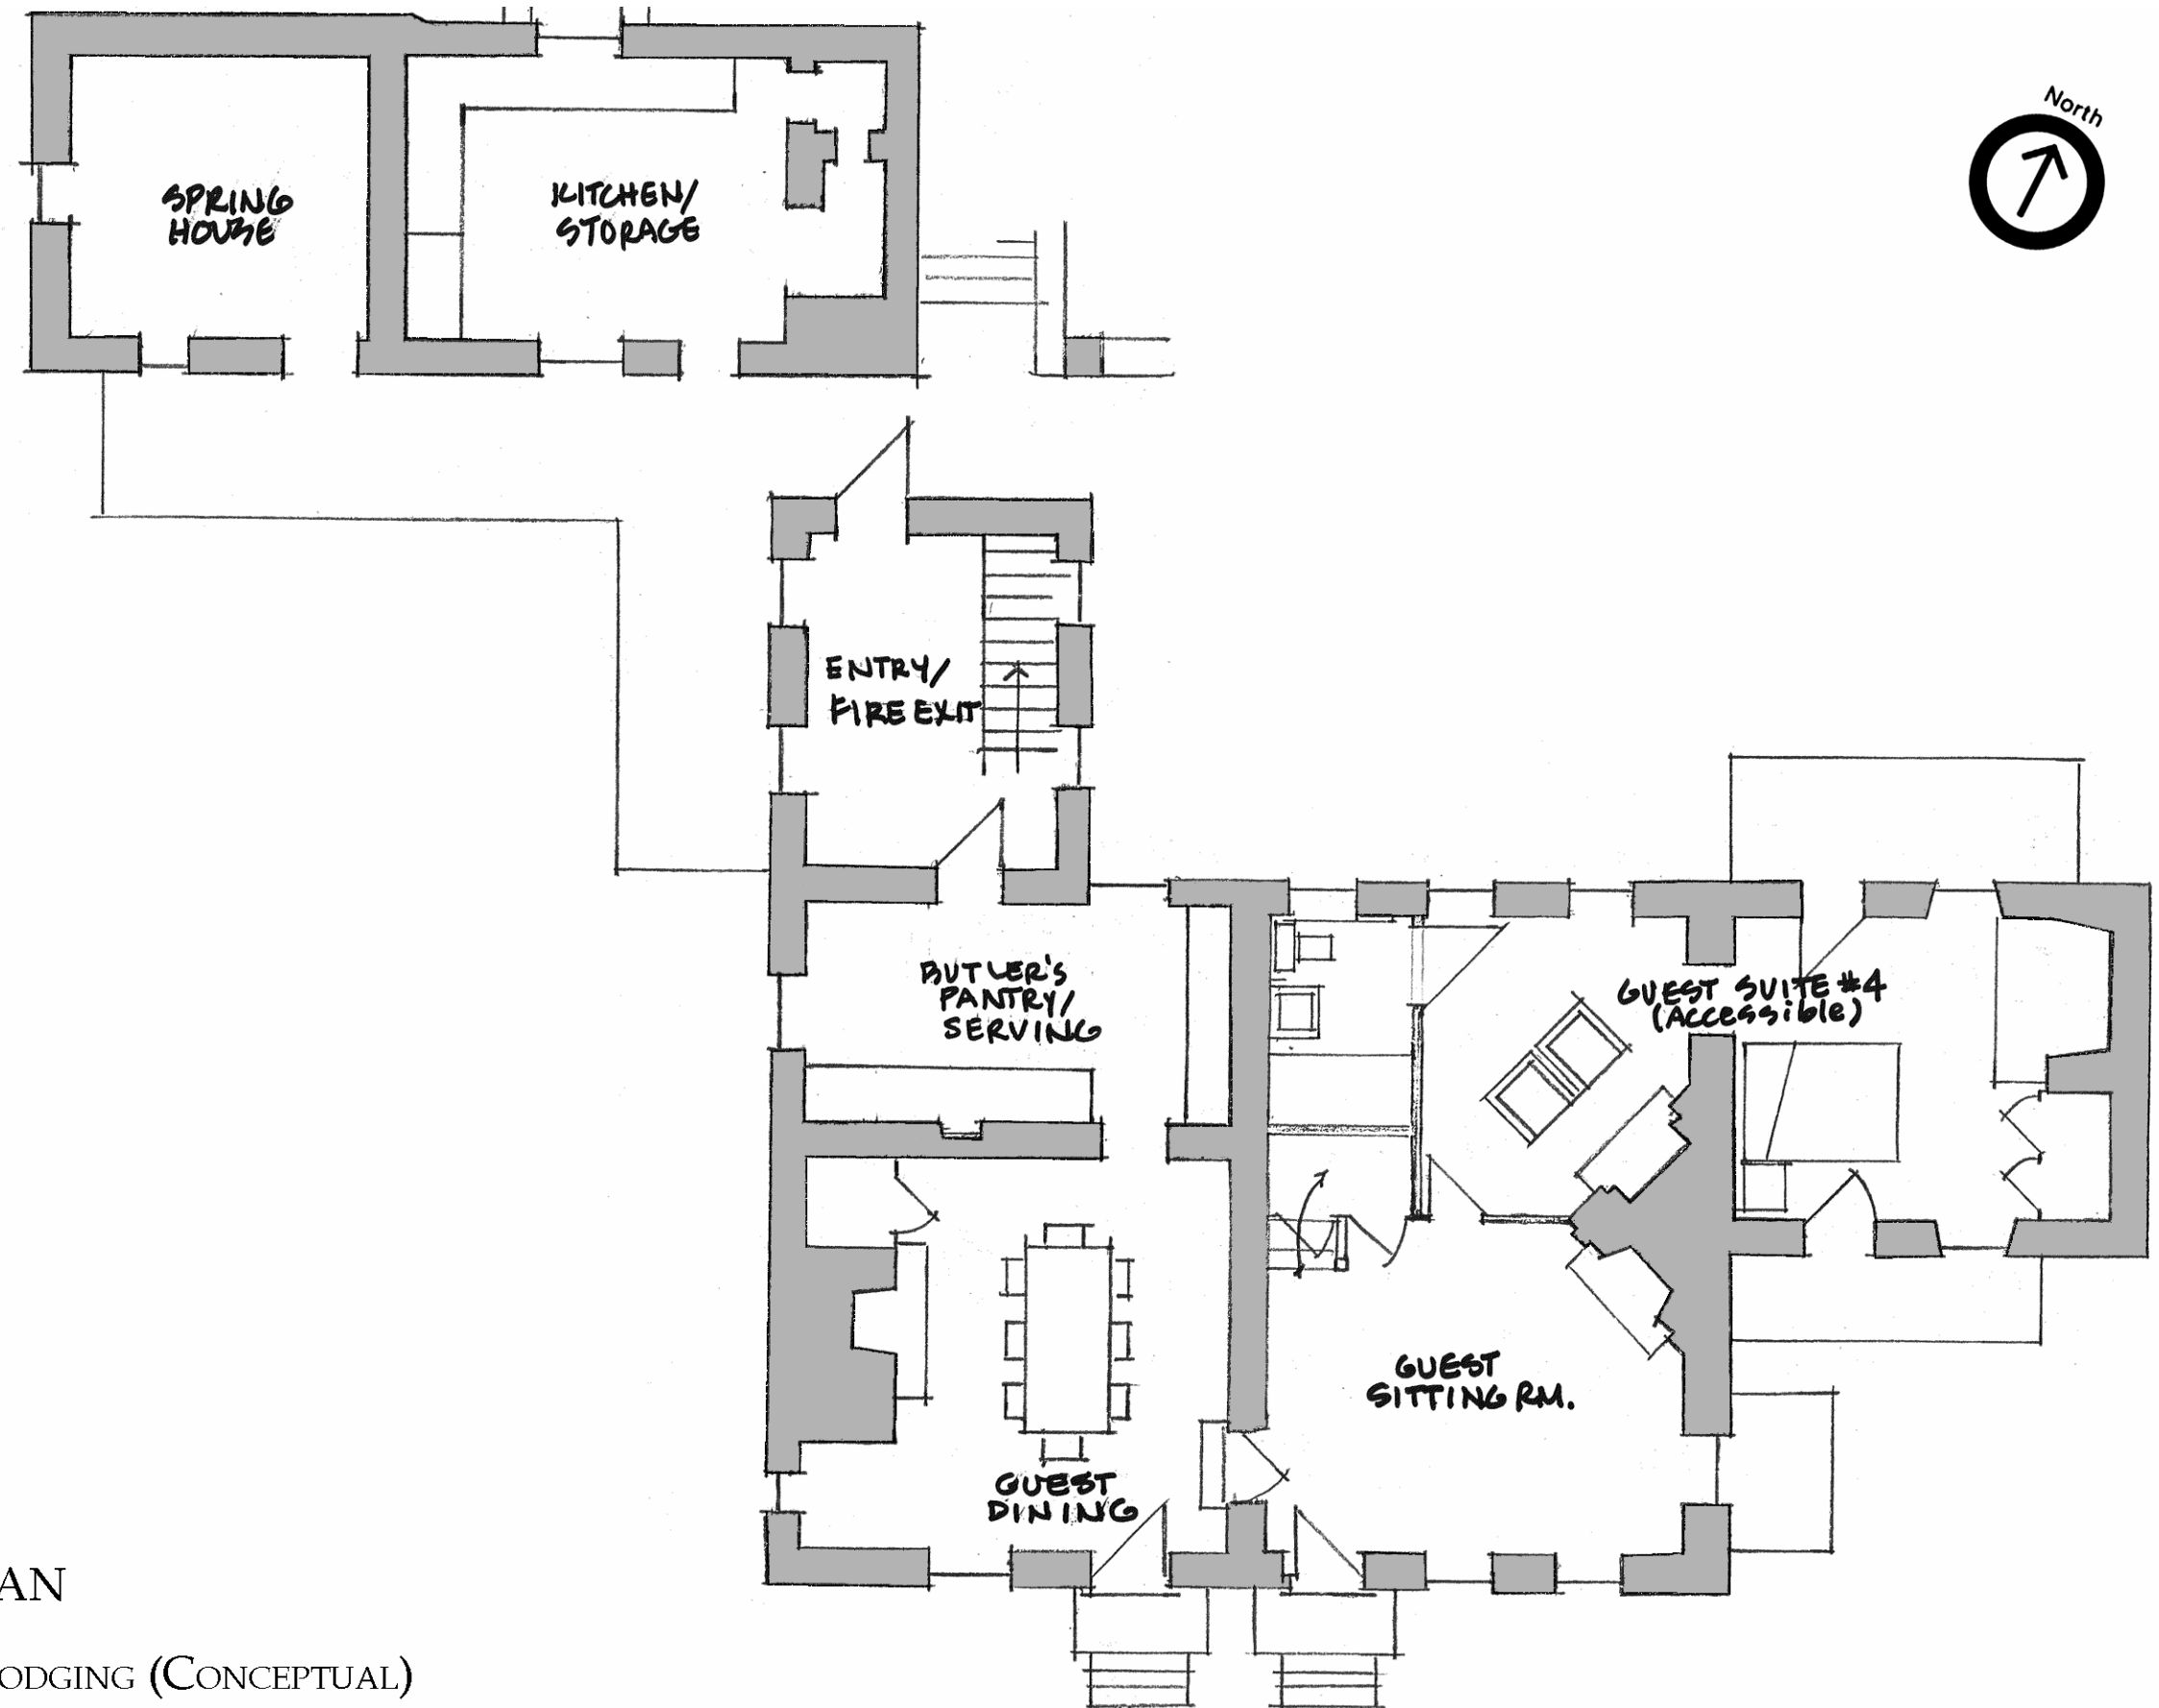 North
SPRING
HOUSE
KITCHEN/
STORAGE
ENTRY/
FIRE EXIT
BUTLER'S
PANTRY/
SERVING
GUEST SUITE #4
(Accessible)
GUEST
SITTING RM.
GUEST
DINING
AN
ODGING (CONCEPTUAL)